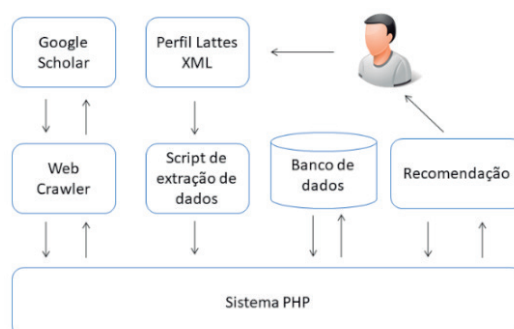 Google
Scholar
Perfil Lattes
XML
Web
Crawler
Script de
extração de
dados
Banco de
dados
Recomendação
Sistema PHP